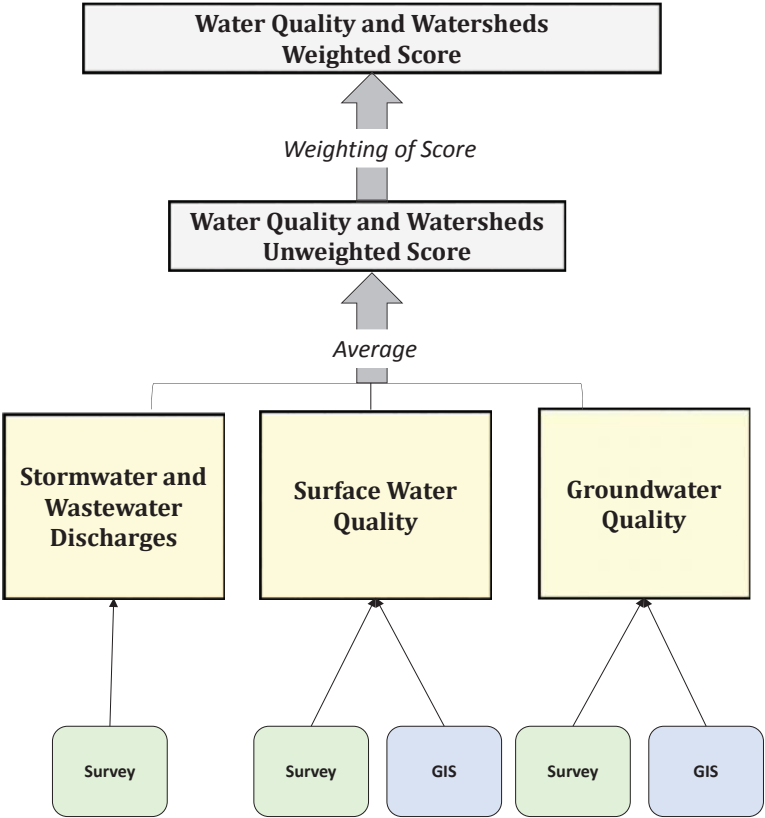 Water Quality and Watersheds
Weighted Score
Weighting of Score
Water Quality and Watersheds
Unweighted Score
Average
Stormwater and
Wastewater
Discharges
Surface Water
Quality
Groundwater
Quality
Survey
Survey
GIS
Survey
GIS